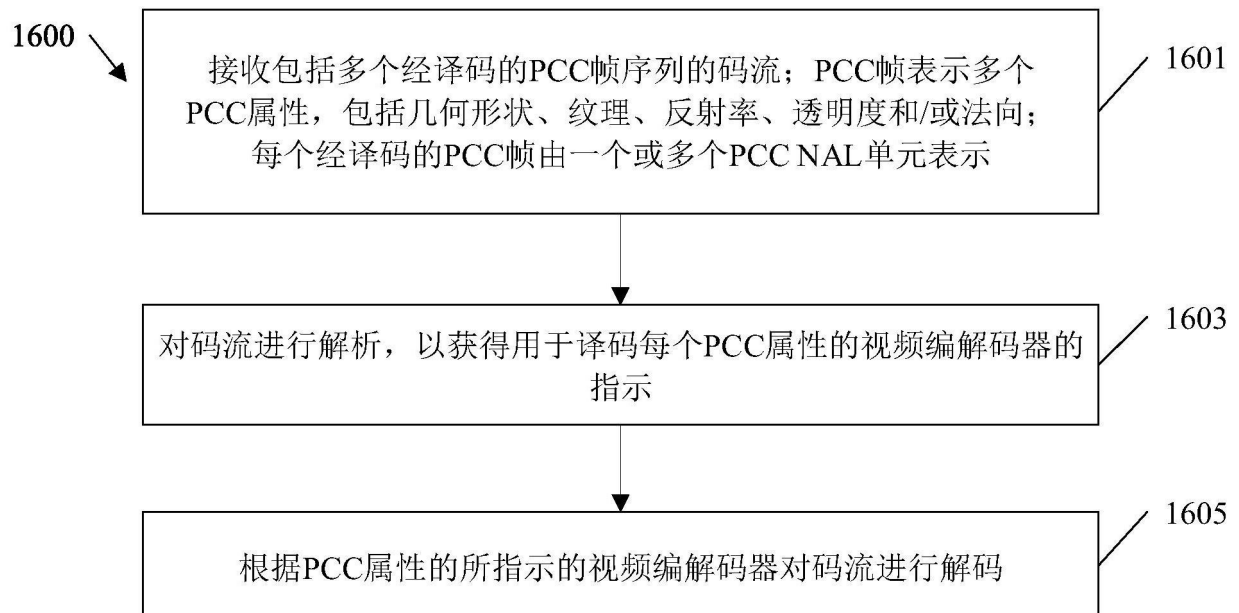 1600
接收包括多个经译码的PCC帧序列的码流；PCC帧表示多个
PCC属性，包括几何形状、纹理、反射率、透明度和/或法向；
每个经译码的PCC帧由一个或多个PCC NAL单元表示
1601
对码流进行解析，以获得用于译码每个PCC属性的视频编解码器的
指示
1603
根据PCC属性的所指示的视频编解码器对码流进行解码
1605